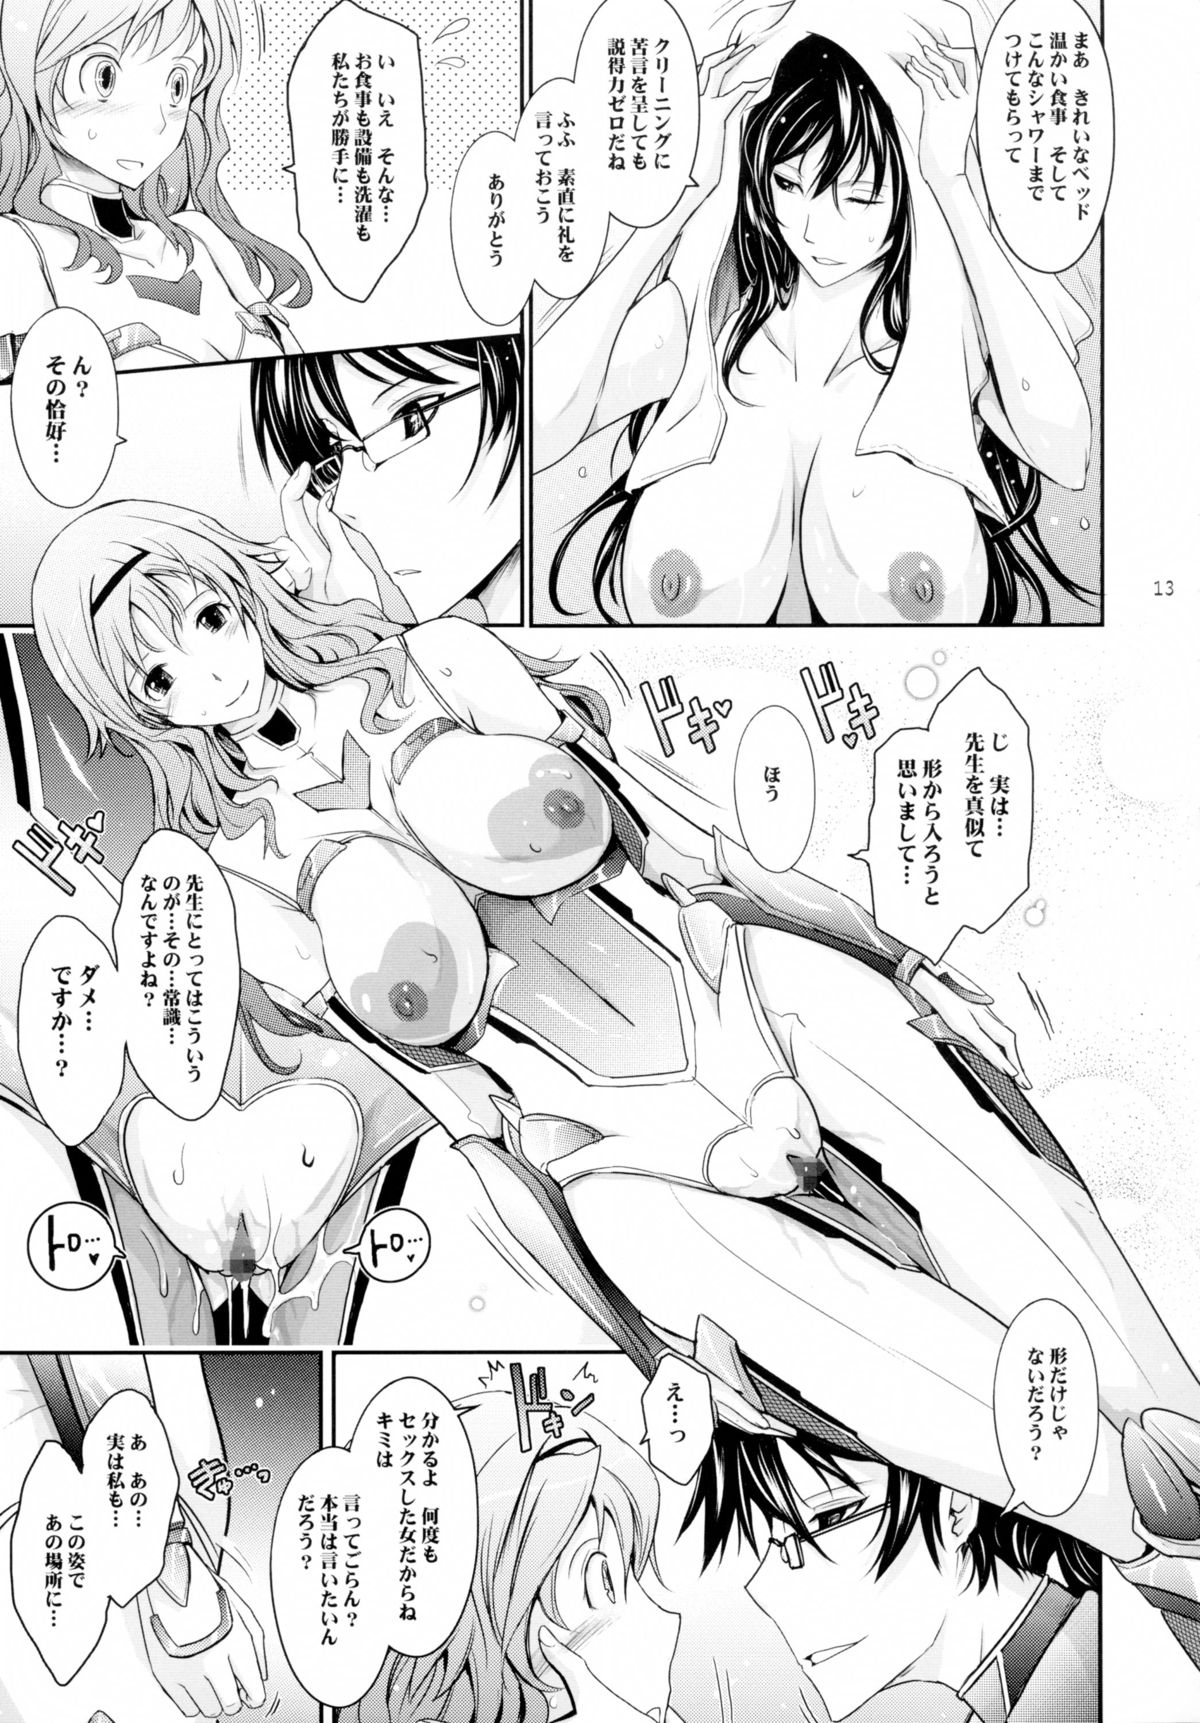 まあ きれいなベッド
温かい食事 そして
こんなシャワーまで
つけてもらって
クリーニングに
苦言を呈しても
説得力ゼロだね
ふふ 素直に礼を
言っておこう
ありがとう
い いえ そんな…
お食事も設備も洗濯も
私たちが勝手に…
ん?
その恰好…
13
じ 実は…
先生を真似て
形から入ろうと
思いまして…
ほう
ドキ♥
ドキ♥
ドキ♥
先生にとってはこういう
のが…その…常識…
なんですよね?
ダメ…
ですか…?
トロ…♥
トロ…♥
形だけじゃ
ないだろう?
え…っ
ドキン
分かるよ 何度も
セックスした女だからね
キミは
言ってごらん?
本当は言いたいん
だろう?
きゅ…っ
あ あの…
実は私も…
この姿で
あの場所に…